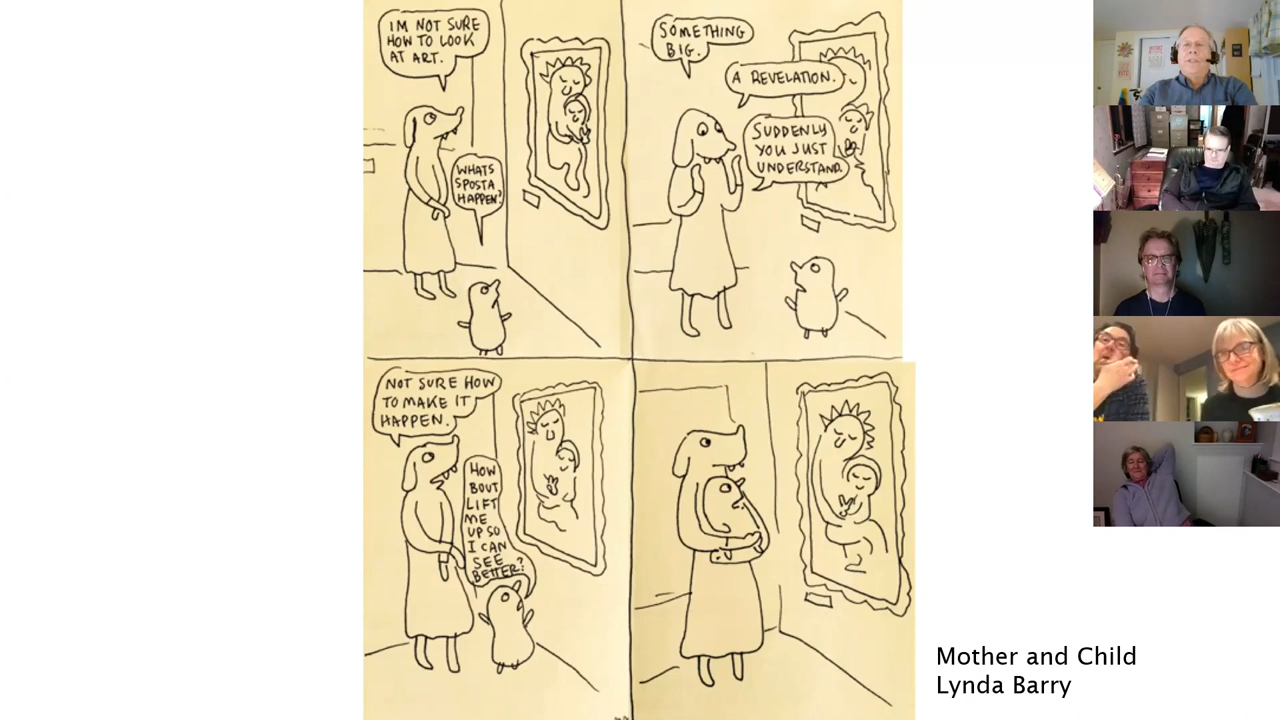 IM NOT SURE
HOW TO LOOK
AT ART.
WHATS
SPOSTA
HAPPEN?
SOMETHING
BIG.
A REVELATION.
SUDDENLY
YOU JUST
UNDERSTAND.
NOT SURE HOW
TO MAKE IT
HAPPEN.
HOW
BOUT
LIFT
ME
UP SO
I CAN
SEE
BETTER?
Mother and Child
Lynda Barry